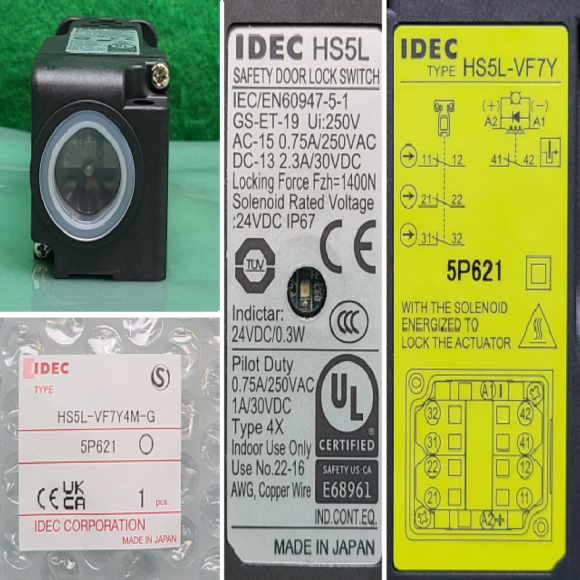 IDEC
TYPE
HS5L-VF7Y4M-G
5P621
CE UK CA
1 pcs.
IDEC CORPORATION
MADE IN JAPAN
IDEC HS5L
SAFETY DOOR LOCK SWITCH
IEC/EN60947-5-1
GS-ET-19 Ui:250V
AC-15 0.75A/250VAC
DC-13 2.3A/30VDC
Locking Force Fzh=1400N
Solenoid Rated Voltage
:24VDC IP67
TÜV
CE
Indictar:
24VDC/0.3W
CCC
Pilot Duty
0.75A/250VAC
1A/30VDC
Type 4X
Indoor Use Only
Use No.22-16
AWG, Copper Wire
UL
CERTIFIED
SAFETY US-CA
E68961
IND.CONT.EQ.
MADE IN JAPAN
IDEC TYPE HS5L-VF7Y
(+) (-)
A2 A1
11 12 41 42
21 22
31 32
5P621
WITH THE SOLENOID
ENERGIZED TO
LOCK THE ACTUATOR
A1 I
32 42
31 41
22 12
21 11
A2 +